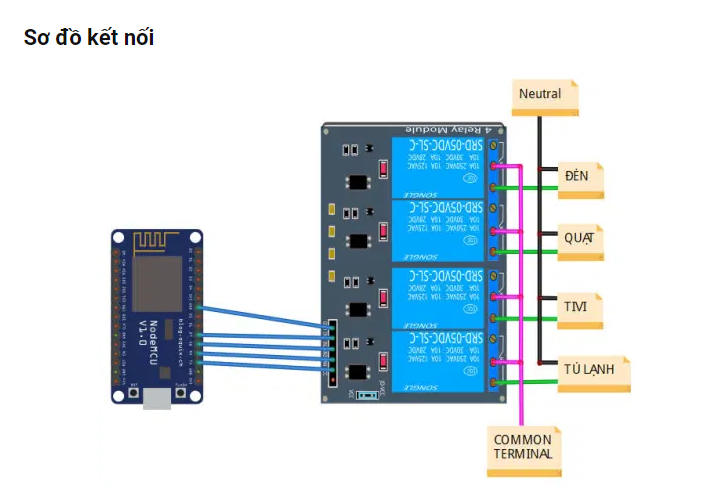 Sơ đồ kết nối
Neutral
4 Relay Module
SRD-05VDC-SL-C
10A 250VAC 10A 125VAC
10A 30VDC 10A 28VDC
SONGLE
ĐÈN
SRD-05VDC-SL-C
10A 250VAC 10A 125VAC
10A 30VDC 10A 28VDC
SONGLE
QUẠT
SRD-05VDC-SL-C
10A 250VAC 10A 125VAC
10A 30VDC 10A 28VDC
SONGLE
TIVI
SRD-05VDC-SL-C
10A 250VAC 10A 125VAC
10A 30VDC 10A 28VDC
SONGLE
TỦ LẠNH
NodeMCU
V1.0
JD-VCC
VCC
COMMON
TERMINAL